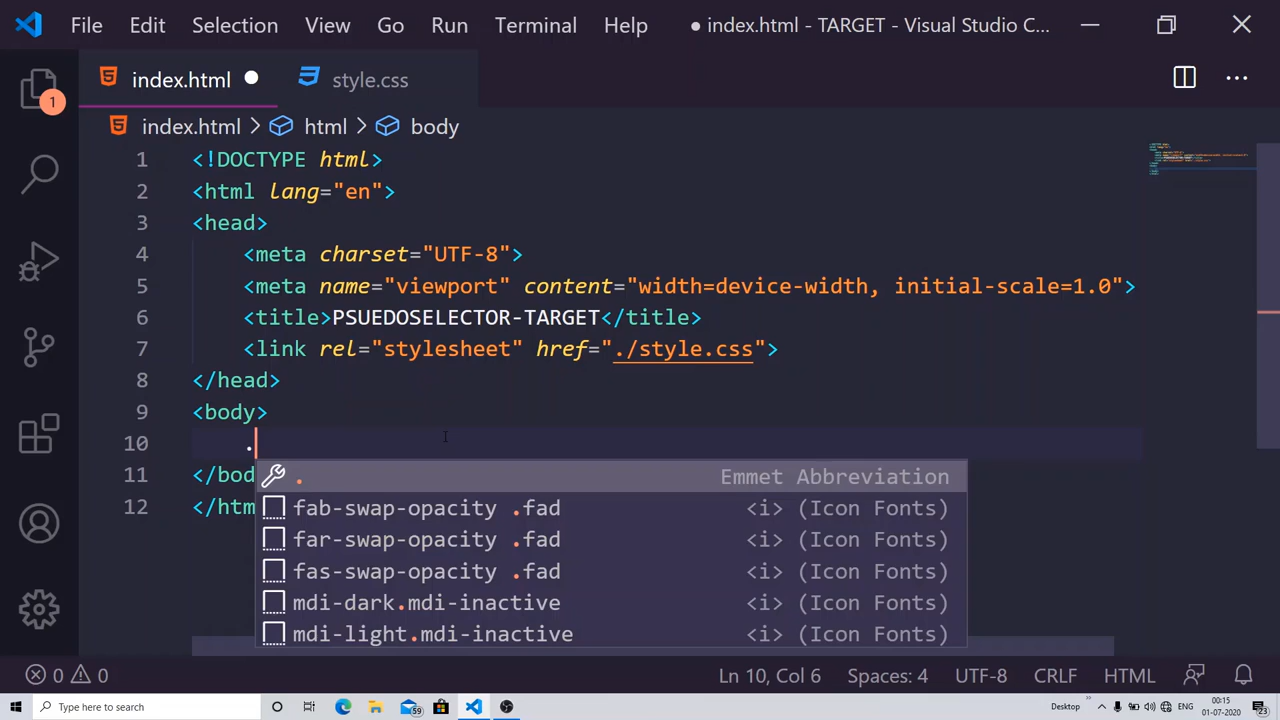 File Edit Selection View Go Run Terminal Help ● index.html - TARGET - Visual Studio C...
index.html ● style.css
1
index.html > html > body
1 <!DOCTYPE html>
2 <html lang="en">
3 <head>
4 <meta charset="UTF-8">
5 <meta name="viewport" content="width=device-width, initial-scale=1.0">
6 <title>PSUEDOSELECTOR-TARGET</title>
7 <link rel="stylesheet" href="./style.css">
8 </head>
9 <body>
10 .
11 </bod
12 </htm
. Emmet Abbreviation
fab-swap-opacity .fad <i> (Icon Fonts)
far-swap-opacity .fad <i> (Icon Fonts)
fas-swap-opacity .fad <i> (Icon Fonts)
mdi-dark.mdi-inactive <i> (Icon Fonts)
mdi-light.mdi-inactive <i> (Icon Fonts)
0 0 Ln 10, Col 6 Spaces: 4 UTF-8 CRLF HTML
Type here to search 59 Desktop » ENG 00:15 01-07-2020 23